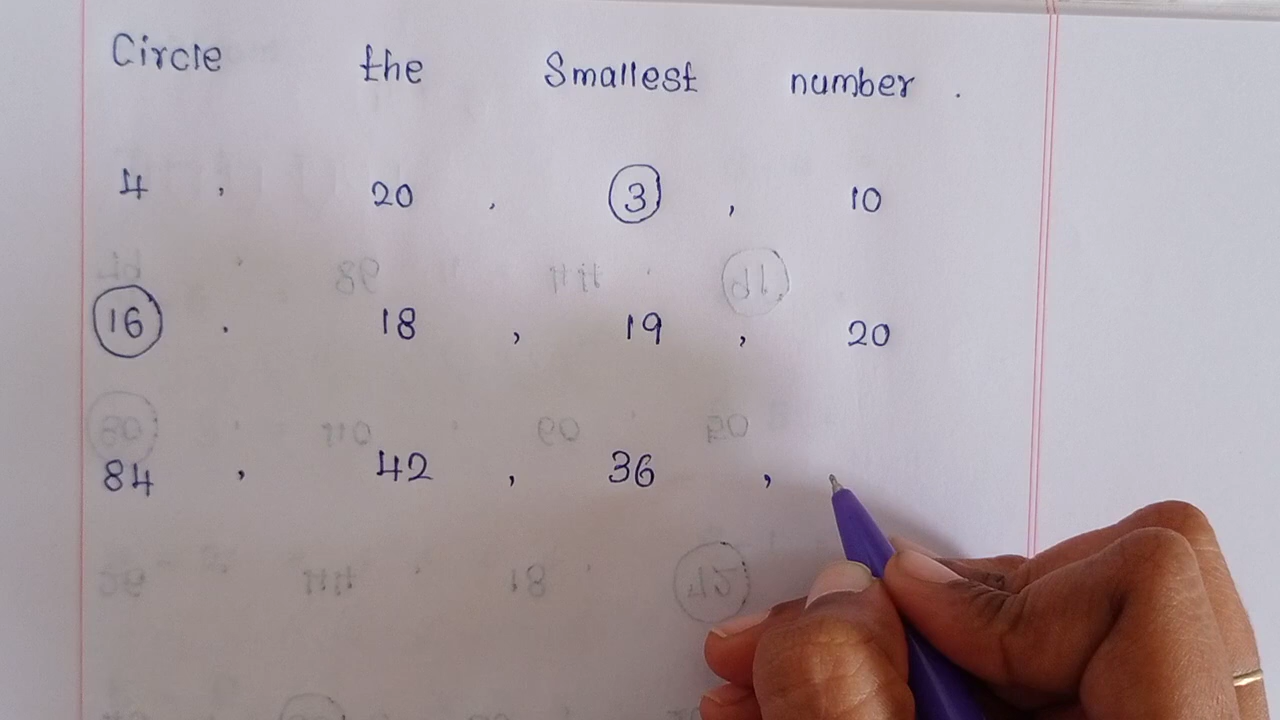 Circle the Smallest number .
4 , 20 , 3 , 10
16 , 18 , 19 , 20
84 , 42 , 36 ,